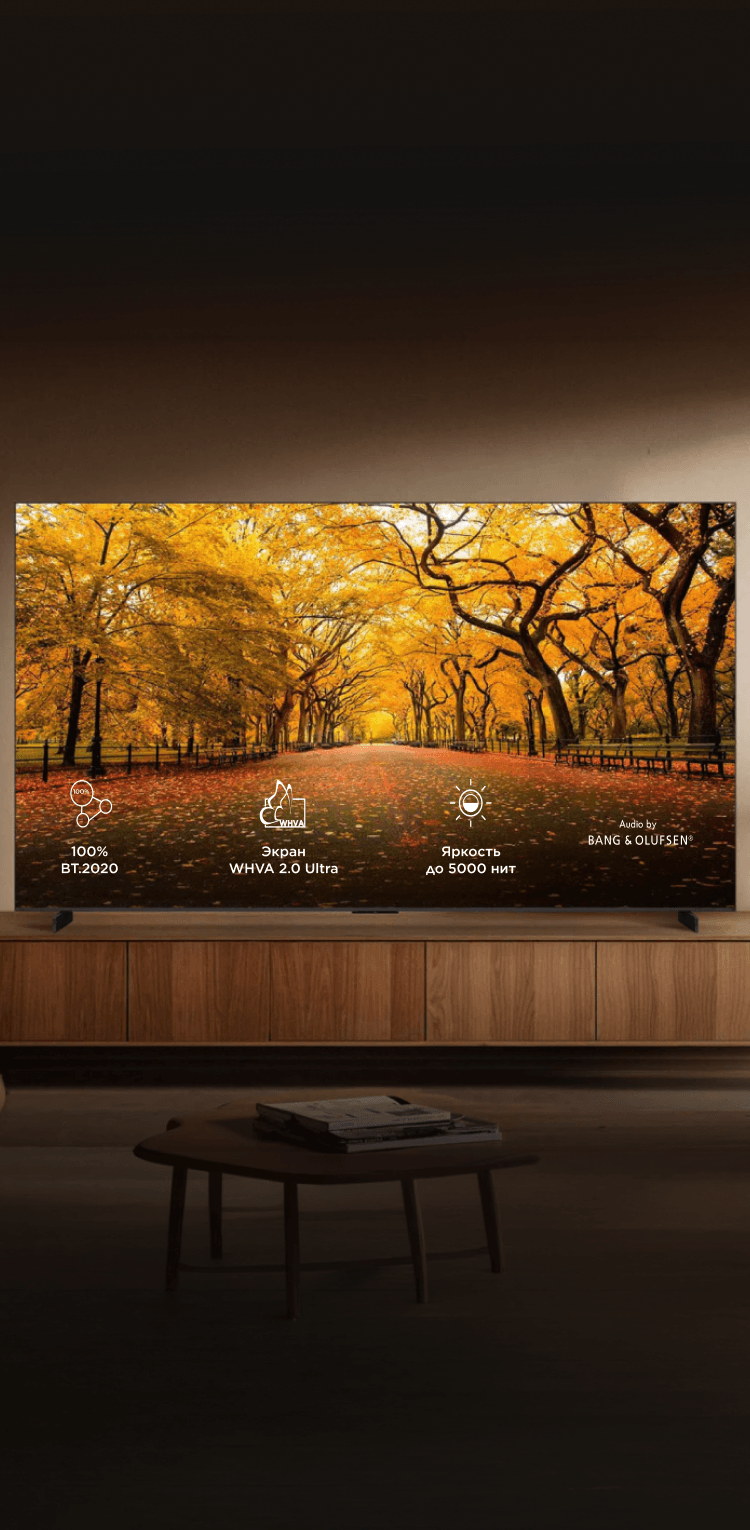 100%
100%
BT.2020
WHVA
Экран
WHVA 2.0 Ultra
Яркость
до 5000 нит
Audio by
BANG & OLUFSEN®